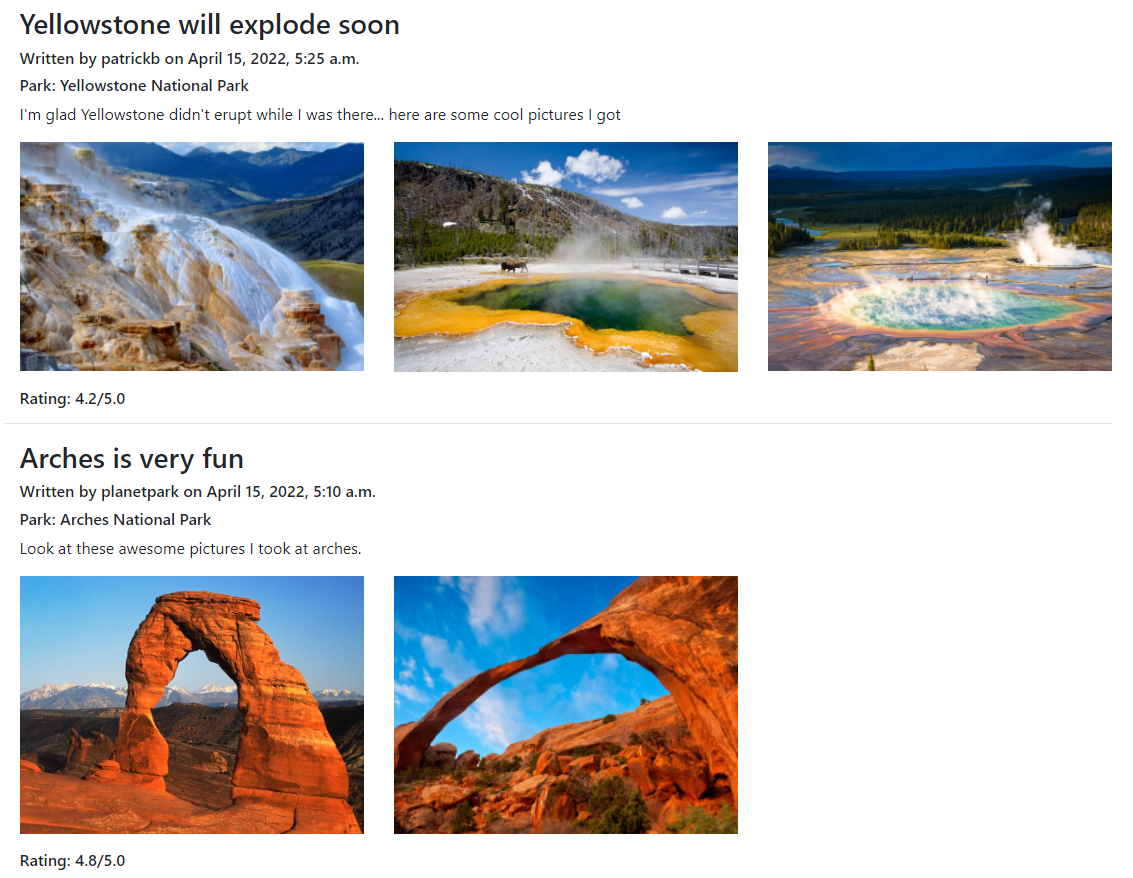 Yellowstone will explode soon
Written by patrickb on April 15, 2022, 5:25 a.m.
Park: Yellowstone National Park
I'm glad Yellowstone didn't erupt while I was there... here are some cool pictures I got
Rating: 4.2/5.0
Arches is very fun
Written by planetpark on April 15, 2022, 5:10 a.m.
Park: Arches National Park
Look at these awesome pictures I took at arches.
Rating: 4.8/5.0